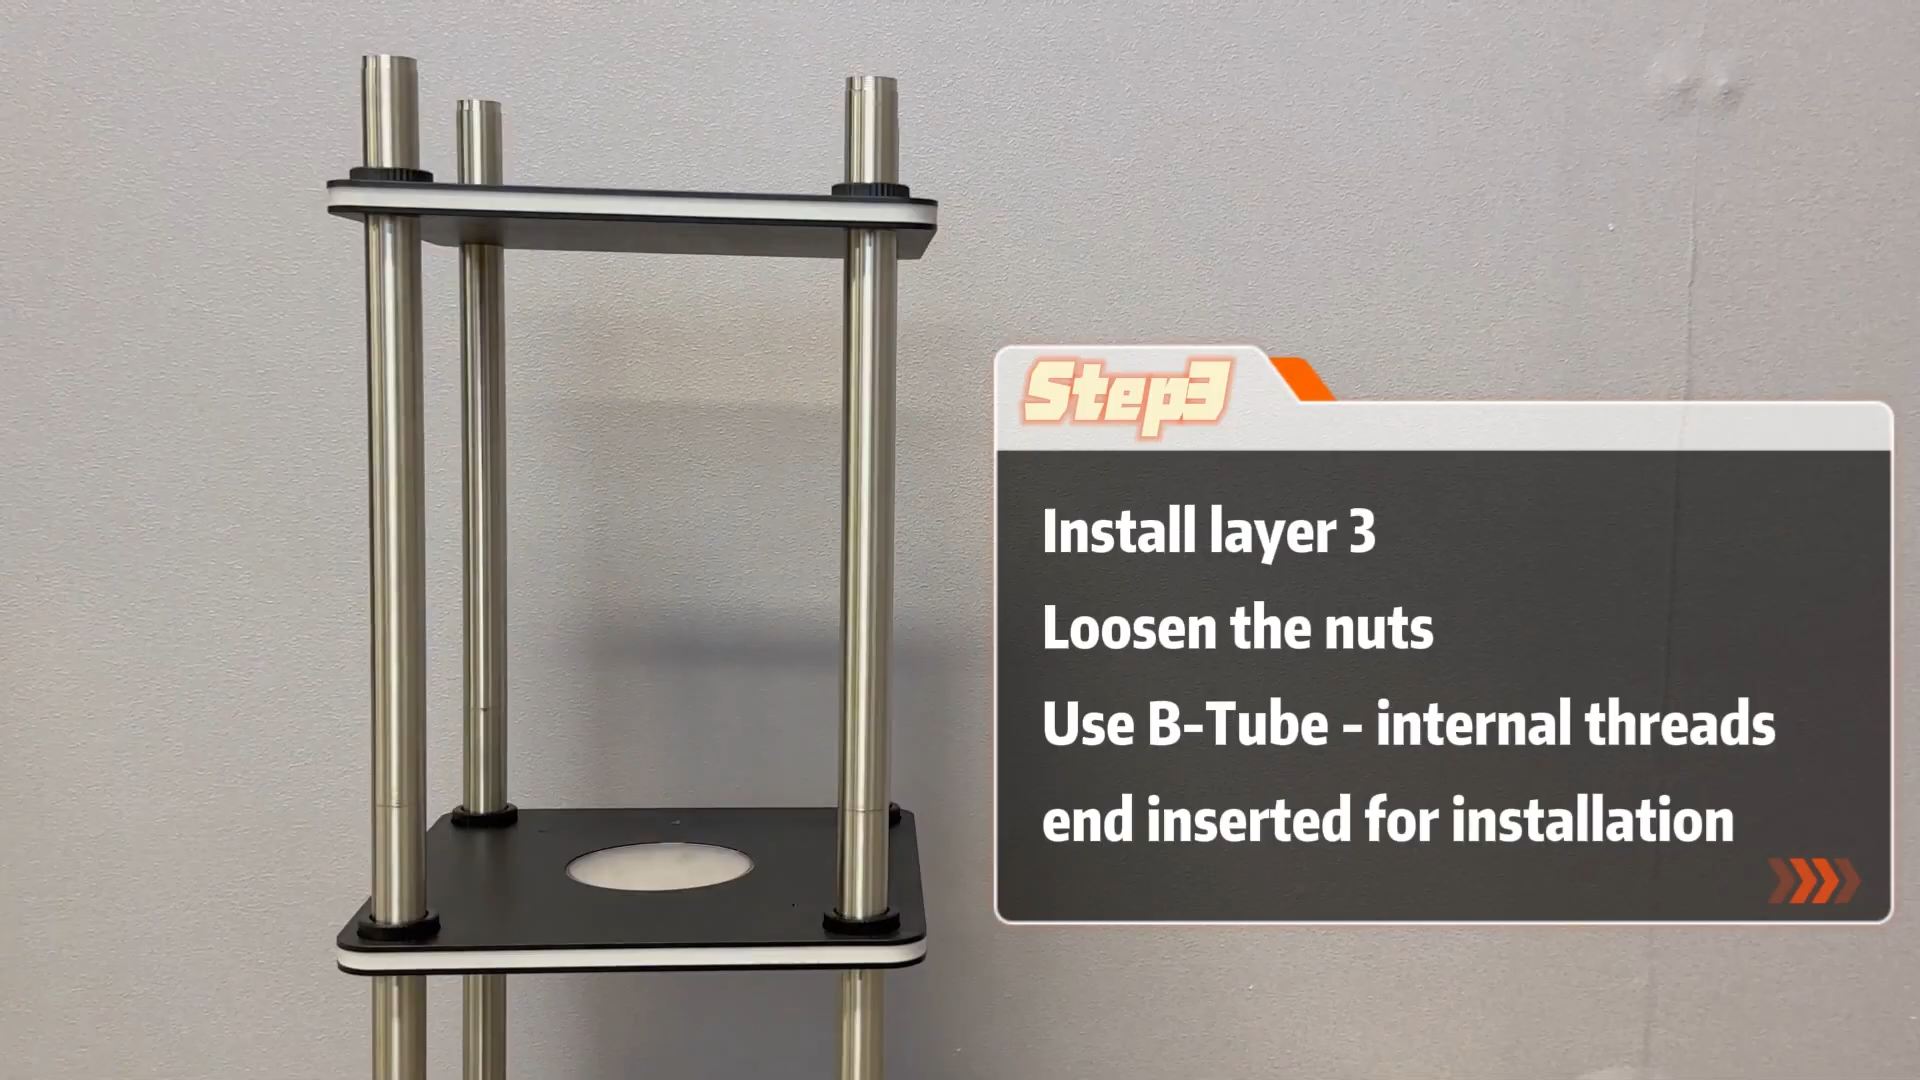 Step3
Install layer 3
Loosen the nuts
Use B-Tube - internal threads
end inserted for installation